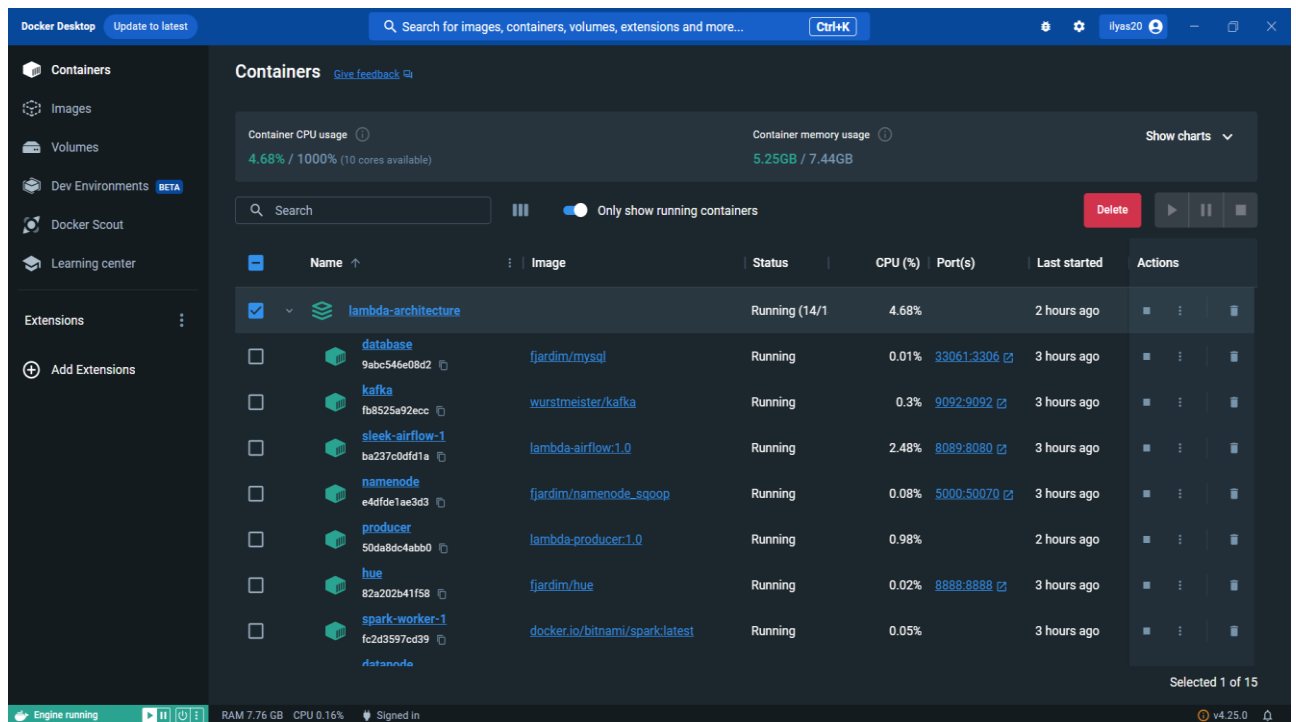 Docker Desktop Update to latest Search for images, containers, volumes, extensions and more... Ctrl+K ilyas20
Containers
Images
Volumes
Dev Environments BETA
Docker Scout
Learning center
Extensions
Add Extensions
Containers Give feedback
Container CPU usage
4.68% / 1000% (10 cores available)
Container memory usage
5.25GB / 7.44GB
Show charts
Search Only show running containers Delete
Name Image Status CPU (%) Port(s) Last started Actions
lambda-architecture Running (14/1 4.68% 2 hours ago
database
9abc546e08d2 fjardim/mysql Running 0.01% 33061:3306 3 hours ago
kafka
fb8525a92ecc wurstmeister/kafka Running 0.3% 9092:9092 3 hours ago
sleek-airflow-1
ba237c0dfd1a lambda-airflow:1.0 Running 2.48% 8089:8080 3 hours ago
namenode
e4dfde1ae3d3 fjardim/namenode_sqoop Running 0.08% 5000:50070 3 hours ago
producer
50da8dc4abb0 lambda-producer:1.0 Running 0.98% 2 hours ago
hue
82a202b41f58 fjardim/hue Running 0.02% 8888:8888 3 hours ago
spark-worker-1
fc2d3597cd39 docker.io/bitnami/spark:latest Running 0.05% 3 hours ago
datanode
Selected 1 of 15
Engine running RAM 7.76 GB CPU 0.16% Signed in v4.25.0